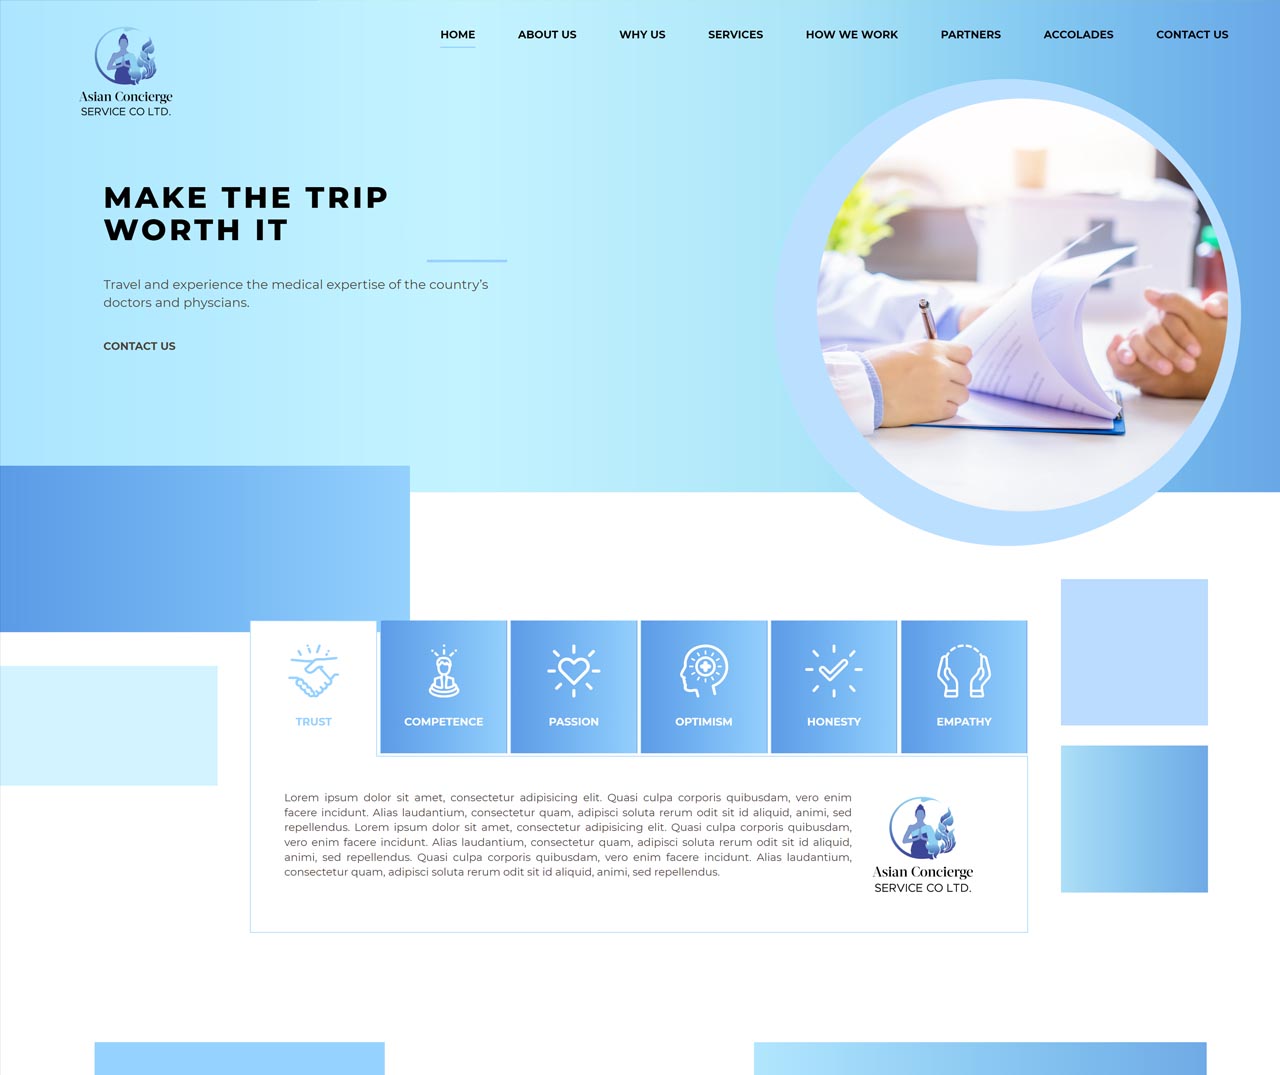 HOME ABOUT US WHY US SERVICES HOW WE WORK PARTNERS ACCOLADES CONTACT US
Asian Concierge
SERVICE CO LTD.
MAKE THE TRIP
WORTH IT
Travel and experience the medical expertise of the country's
doctors and physcians.
CONTACT US
TRUST COMPETENCE PASSION OPTIMISM HONESTY EMPATHY
Lorem ipsum dolor sit amet, consectetur adipisicing elit. Quasi culpa corporis quibusdam, vero enim
facere incidunt. Alias laudantium, consectetur quam, adipisci soluta rerum odit sit id aliquid, animi, sed
repellendus. Lorem ipsum dolor sit amet, consectetur adipisicing elit. Quasi culpa corporis quibusdam,
vero enim facere incidunt. Alias laudantium, consectetur quam, adipisci soluta rerum odit sit id aliquid,
animi, sed repellendus. Quasi culpa corporis quibusdam, vero enim facere incidunt. Alias laudantium,
consectetur quam, adipisci soluta rerum odit sit id aliquid, animi, sed repellendus.
Asian Concierge
SERVICE CO LTD.